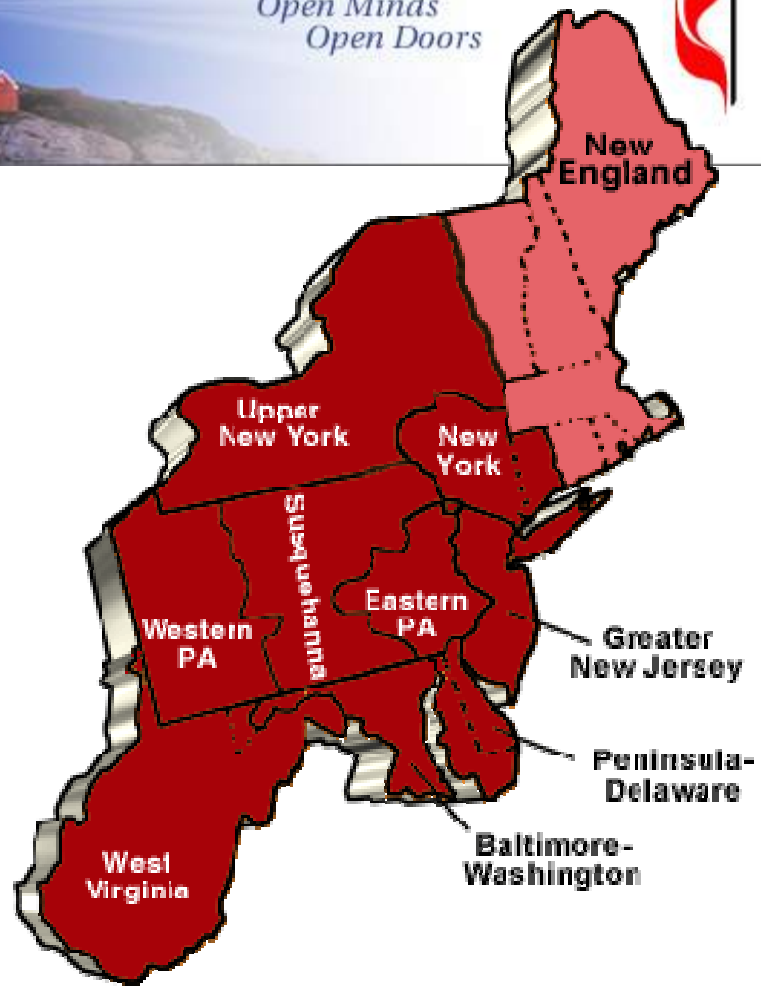 Open Minds
Open Doors
New
England
Upper
New York
New
York
Susquehanna
Eastern
PA
Western
PA
Greater
New Jersey
Peninsula-
Delaware
Baltimore-
Washington
West
Virginia